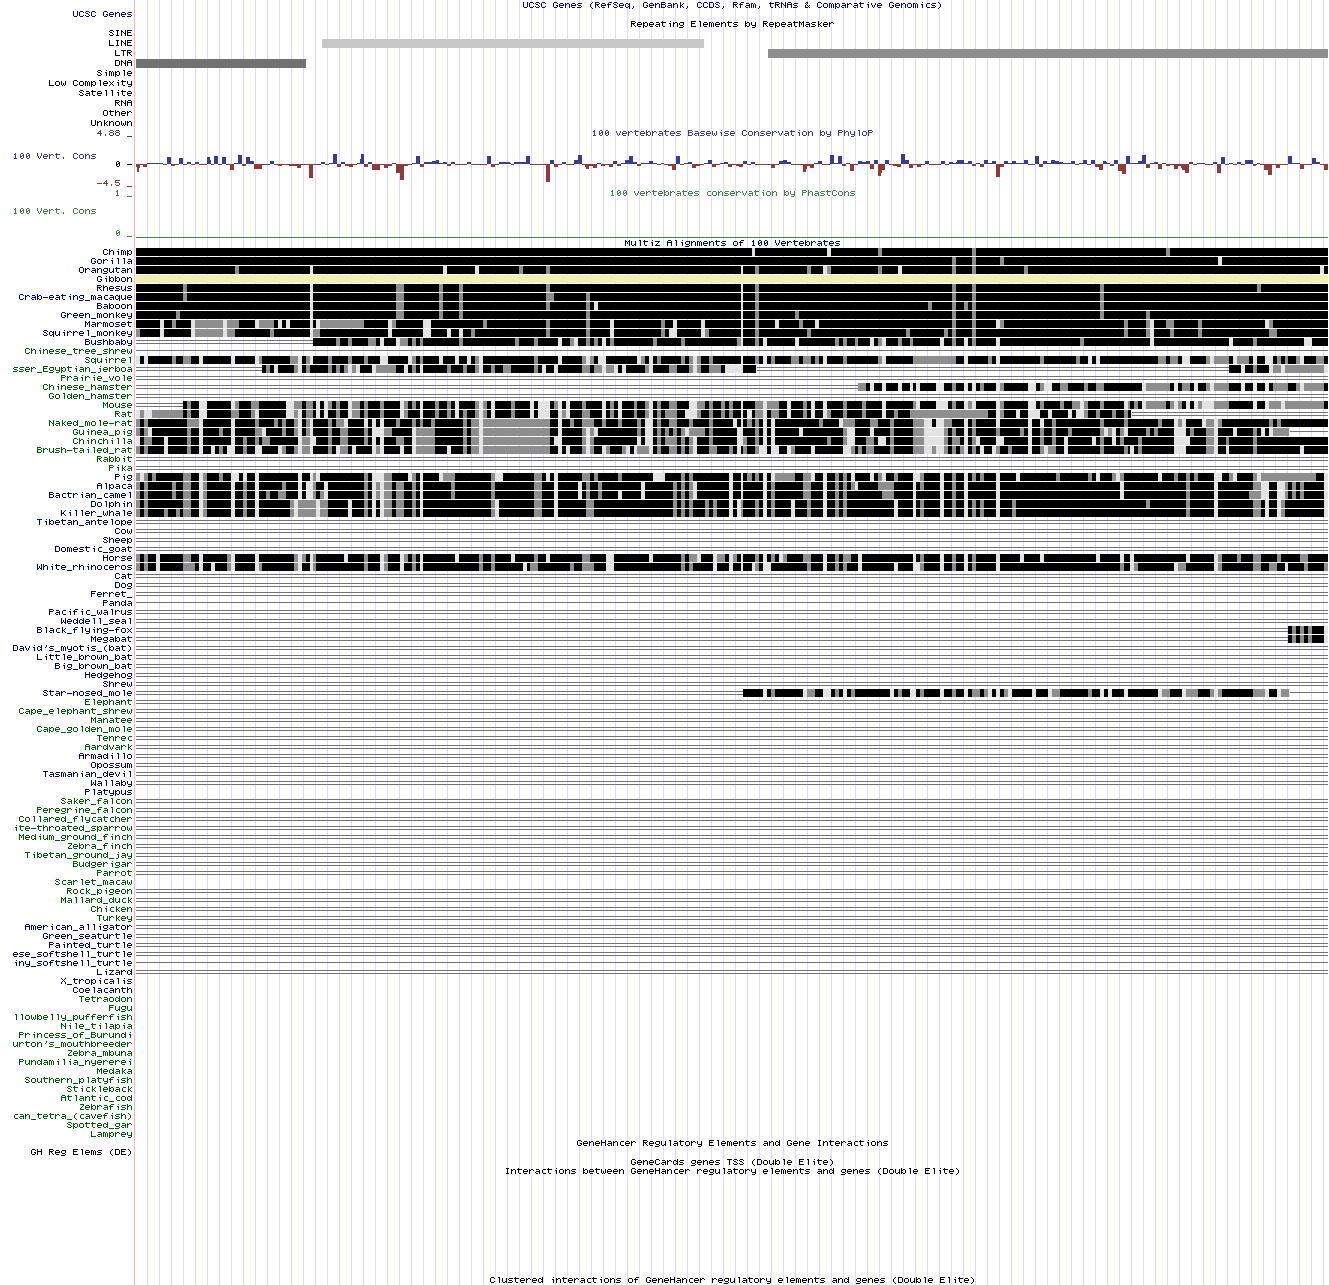 UCSC Genes (RefSeq, GenBank, CCDS, Rfam, tRNAs & Comparative Genomics)
UCSC Genes
Repeating Elements by RepeatMasker
SINE
LINE
LTR
DNA
Simple
Low Complexity
Satellite
RNA
Other
Unknown
4.88 _
100 vertebrates Basewise Conservation by PhyloP
100 Vert. Cons
0 _
-4.5 _
1 _
100 vertebrates conservation by PhastCons
100 Vert. Cons
0 _
Multiz Alignments of 100 Vertebrates
Chimp
Gorilla
Orangutan
Gibbon
Rhesus
Crab-eating_macaque
Baboon
Green_monkey
Marmoset
Squirrel_monkey
Bushbaby
Chinese_tree_shrew
Squirrel
sser_Egyptian_jerboa
Prairie_vole
Chinese_hamster
Golden_hamster
Mouse
Rat
Naked_mole-rat
Guinea_pig
Chinchilla
Brush-tailed_rat
Rabbit
Pika
Pig
Alpaca
Bactrian_camel
Dolphin
Killer_whale
Tibetan_antelope
Cow
Sheep
Domestic_goat
Horse
White_rhinoceros
Cat
Dog
Ferret_
Panda
Pacific_walrus
Weddell_seal
Black_flying-fox
Megabat
David's_myotis_(bat)
Little_brown_bat
Big_brown_bat
Hedgehog
Shrew
Star-nosed_mole
Elephant
Cape_elephant_shrew
Manatee
Cape_golden_mole
Tenrec
Aardvark
Armadillo
Opossum
Tasmanian_devil
Wallaby
Platypus
Saker_falcon
Peregrine_falcon
Collared_flycatcher
ite-throated_sparrow
Medium_ground_finch
Zebra_finch
Tibetan_ground_jay
Budgerigar
Parrot
Scarlet_macaw
Rock_pigeon
Mallard_duck
Chicken
Turkey
American_alligator
Green_seaturtle
Painted_turtle
ese_softshell_turtle
iny_softshell_turtle
Lizard
X_tropicalis
Coelacanth
Tetraodon
Fugu
llowbelly_pufferfish
Nile_tilapia
Princess_of_Burundi
urton's_mouthbreeder
Zebra_mbuna
Pundamilia_nyererei
Medaka
Southern_platyfish
Stickleback
Atlantic_cod
Zebrafish
can_tetra_(cavefish)
Spotted_gar
Lamprey
GeneHancer Regulatory Elements and Gene Interactions
GH Reg Elems (DE)
GeneCards genes TSS (Double Elite)
Interactions between GeneHancer regulatory elements and genes (Double Elite)
Clustered interactions of GeneHancer regulatory elements and genes (Double Elite)